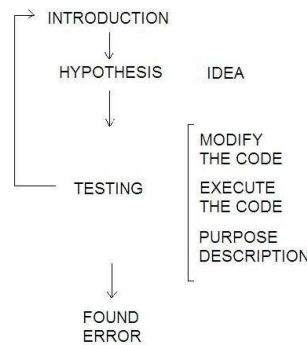 INTRODUCTION
HYPOTHESIS
IDEA
TESTING
MODIFY
THE CODE
EXECUTE
THE CODE
PURPOSE
DESCRIPTION
FOUND
ERROR